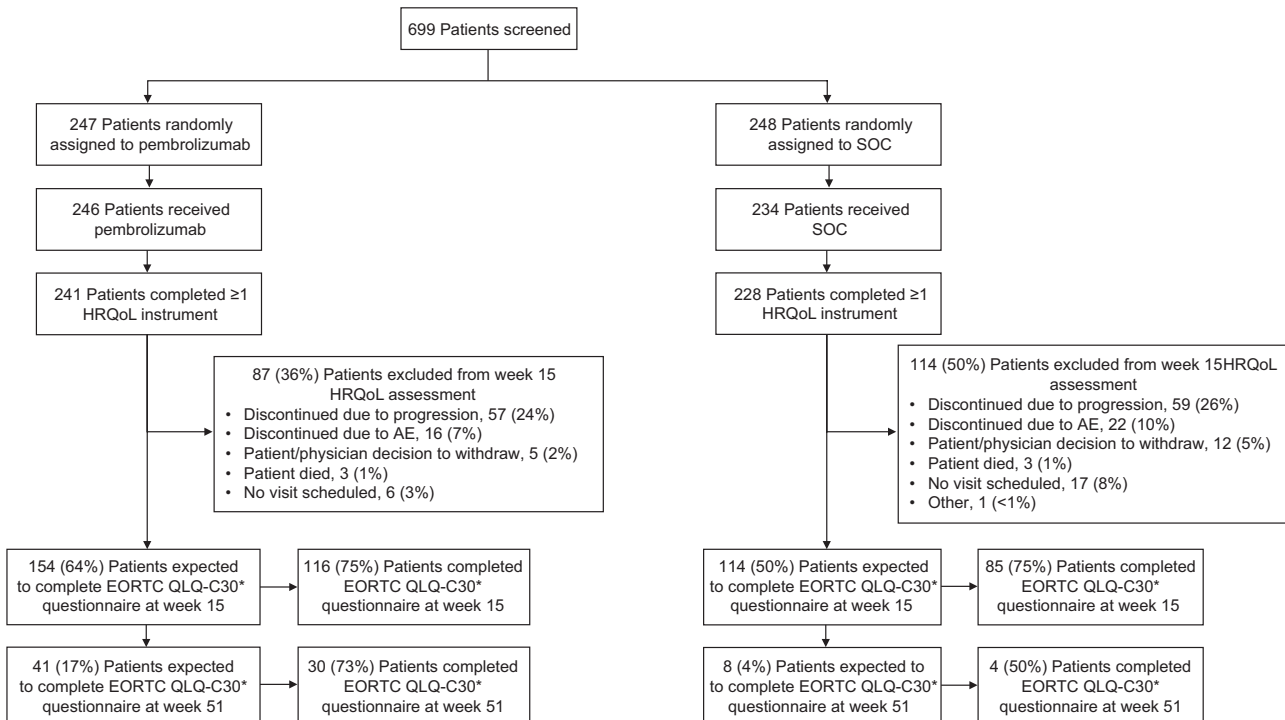 699 Patients screened
247 Patients randomly
assigned to pembrolizumab
246 Patients received
pembrolizumab
241 Patients completed ≥1
HRQoL instrument
87 (36%) Patients excluded from week 15
HRQoL assessment
• Discontinued due to progression, 57 (24%)
• Discontinued due to AE, 16 (7%)
• Patient/physician decision to withdraw, 5 (2%)
• Patient died, 3 (1%)
• No visit scheduled, 6 (3%)
154 (64%) Patients expected
to complete EORTC QLQ-C30*
questionnaire at week 15
116 (75%) Patients completed
EORTC QLQ-C30*
questionnaire at week 15
41 (17%) Patients expected
to complete EORTC QLQ-C30*
questionnaire at week 51
30 (73%) Patients completed
EORTC QLQ-C30*
questionnaire at week 51
248 Patients randomly
assigned to SOC
234 Patients received
SOC
228 Patients completed ≥1
HRQoL instrument
114 (50%) Patients excluded from week 15HRQoL
assessment
• Discontinued due to progression, 59 (26%)
• Discontinued due to AE, 22 (10%)
• Patient/physician decision to withdraw, 12 (5%)
• Patient died, 3 (1%)
• No visit scheduled, 17 (8%)
• Other, 1 (<1%)
114 (50%) Patients expected
to complete EORTC QLQ-C30*
questionnaire at week 15
85 (75%) Patients completed
EORTC QLQ-C30*
questionnaire at week 15
8 (4%) Patients expected to
to complete EORTC QLQ-C30*
questionnaire at week 51
4 (50%) Patients completed
EORTC QLQ-C30*
questionnaire at week 51